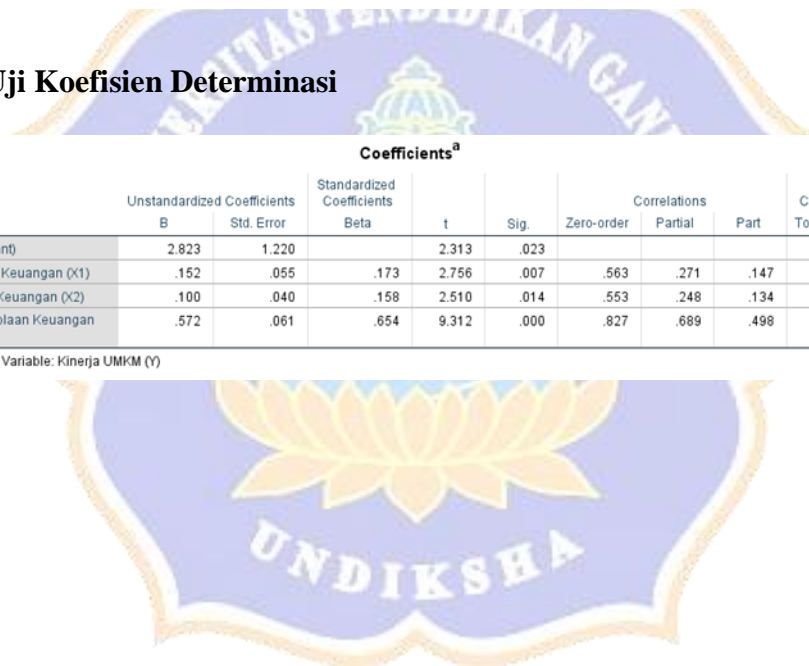 Uji Koefisien Determinasi
Coefficientsa
Unstandardized Coefficients Standardized Coefficients t Sig. Correlations
B Std. Error Beta Zero-order Partial Part
2.823 1.220 2.313 .023
Keuangan (X1) .152 .055 .173 2.756 .007 .563 .271 .147
Keuangan (X2) .100 .040 .158 2.510 .014 .553 .248 .134
Keuangan .572 .061 .654 9.312 .000 .827 .689 .498
Variable: Kinerja UMKM (Y)
UNDIKSHA